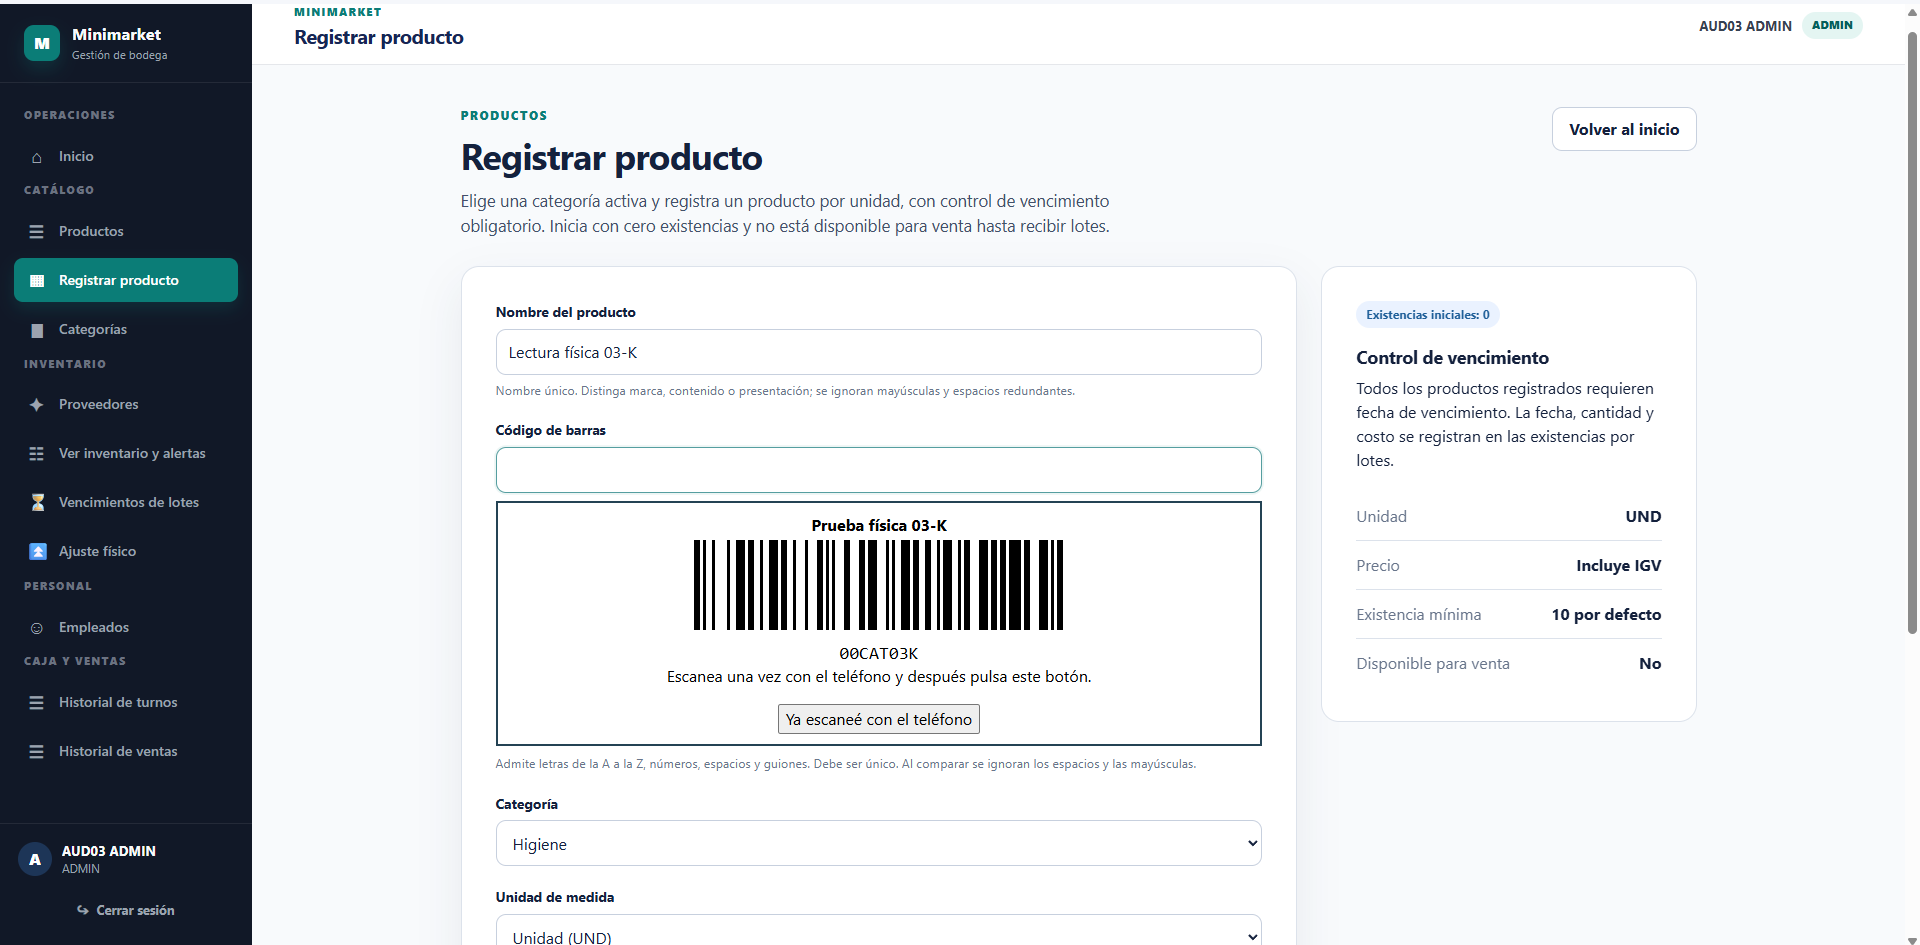 M
Minimarket
Gestión de bodega
OPERACIONES
Inicio
CATÁLOGO
Productos
Registrar producto
Categorías
INVENTARIO
Proveedores
Ver inventario y alertas
Vencimientos de lotes
Ajuste físico
PERSONAL
Empleados
CAJA Y VENTAS
Historial de turnos
Historial de ventas
A
AUD03 ADMIN
ADMIN
Cerrar sesión
MINIMARKET
Registrar producto
AUD03 ADMIN
ADMIN
PRODUCTOS
Registrar producto
Elige una categoría activa y registra un producto por unidad, con control de vencimiento
obligatorio. Inicia con cero existencias y no está disponible para venta hasta recibir lotes.
Volver al inicio
Nombre del producto
Lectura física 03-K
Nombre único. Distinga marca, contenido o presentación; se ignoran mayúsculas y espacios redundantes.
Código de barras
Prueba física 03-K
00CAT03K
Escanea una vez con el teléfono y después pulsa este botón.
Ya escaneé con el teléfono
Admite letras de la A a la Z, números, espacios y guiones. Debe ser único. Al comparar se ignoran los espacios y las mayúsculas.
Categoría
Higiene
Unidad de medida
Unidad (UND)
Existencias iniciales: 0
Control de vencimiento
Todos los productos registrados requieren
fecha de vencimiento. La fecha, cantidad y
costo se registran en las existencias por
lotes.
Unidad UND
Precio Incluye IGV
Existencia mínima 10 por defecto
Disponible para venta No